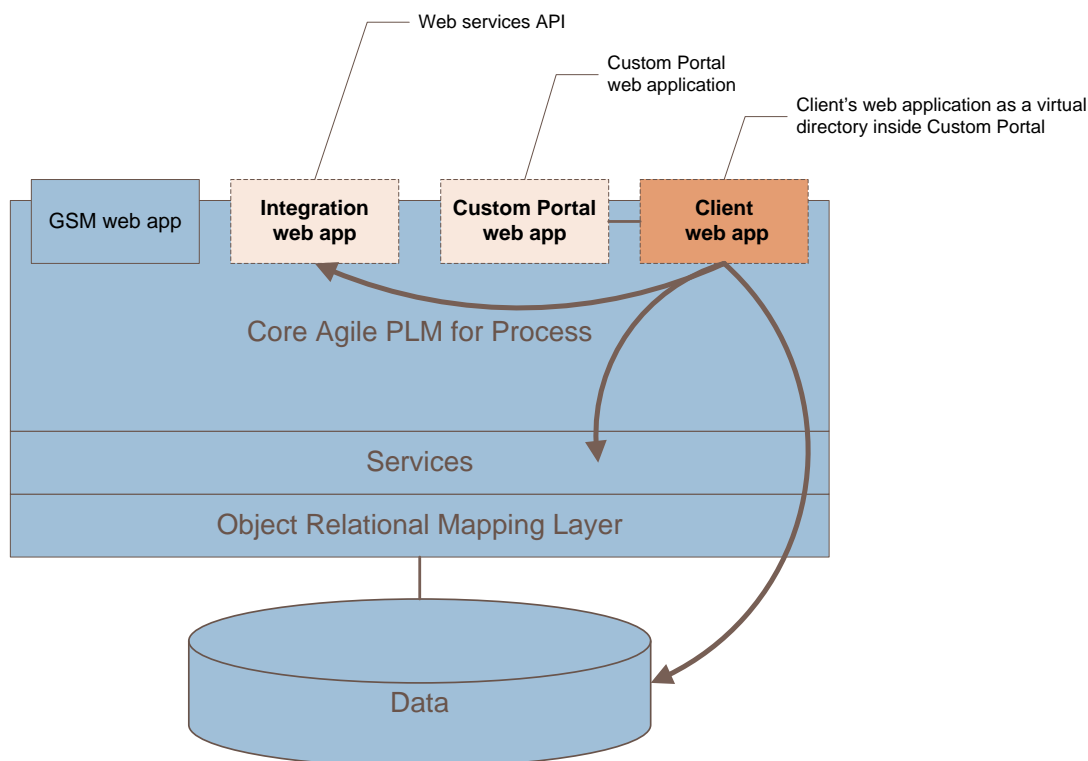 Web services API
Custom Portal
web application
Client's web application as a virtual
directory inside Custom Portal
GSM web app
Integration
web app
Custom Portal
web app
Client
web app
Core Agile PLM for Process
Services
Object Relational Mapping Layer
Data